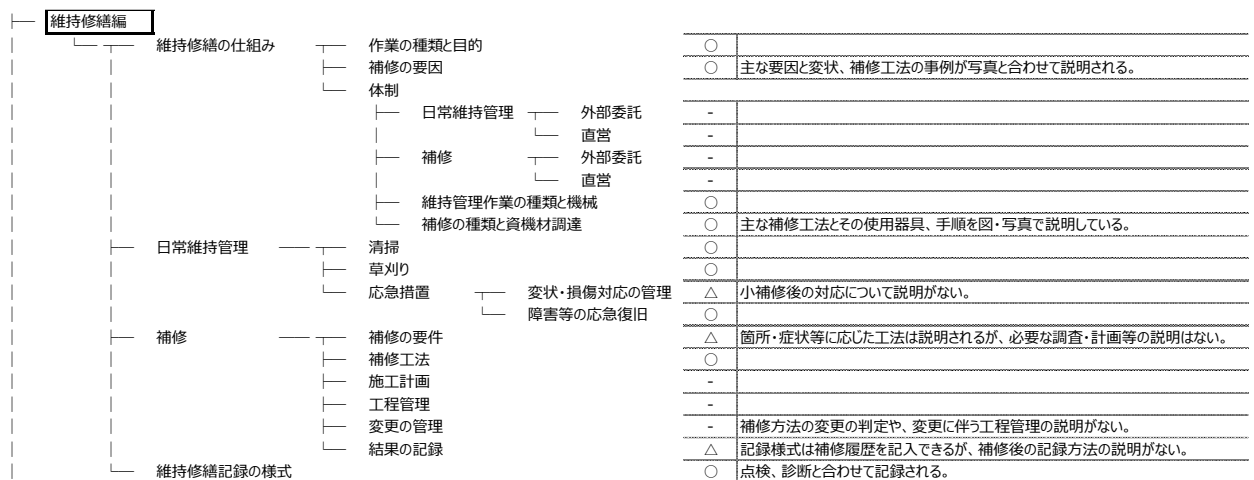 維持修繕編
維持修繕の仕組み 作業の種類と目的 ○
補修の要因 ○ 主な要因と変状、補修工法の事例が写真と合わせて説明される。
体制
日常維持管理 外部委託 -
直営 -
補修 外部委託 -
直営 -
維持管理作業の種類と機械 ○
補修の種類と資機材調達 ○ 主な補修工法とその使用器具、手順を図・写真で説明している。
日常維持管理 清掃 ○
草刈り ○
応急措置 変状・損傷対応の管理 △ 小補修後の対応について説明がない。
障害等の応急復旧 ○
補修 補修の要件 △ 箇所・症状等に応じた工法は説明されるが、必要な調査・計画等の説明はない。
補修工法 ○
施工計画 -
工程管理 -
変更の管理 - 補修方法の変更の判定や、変更に伴う工程管理の説明がない。
結果の記録 △ 記録様式は補修履歴を記入できるが、補修後の記録方法の説明がない。
維持修繕記録の様式 ○ 点検、診断と合わせて記録される。